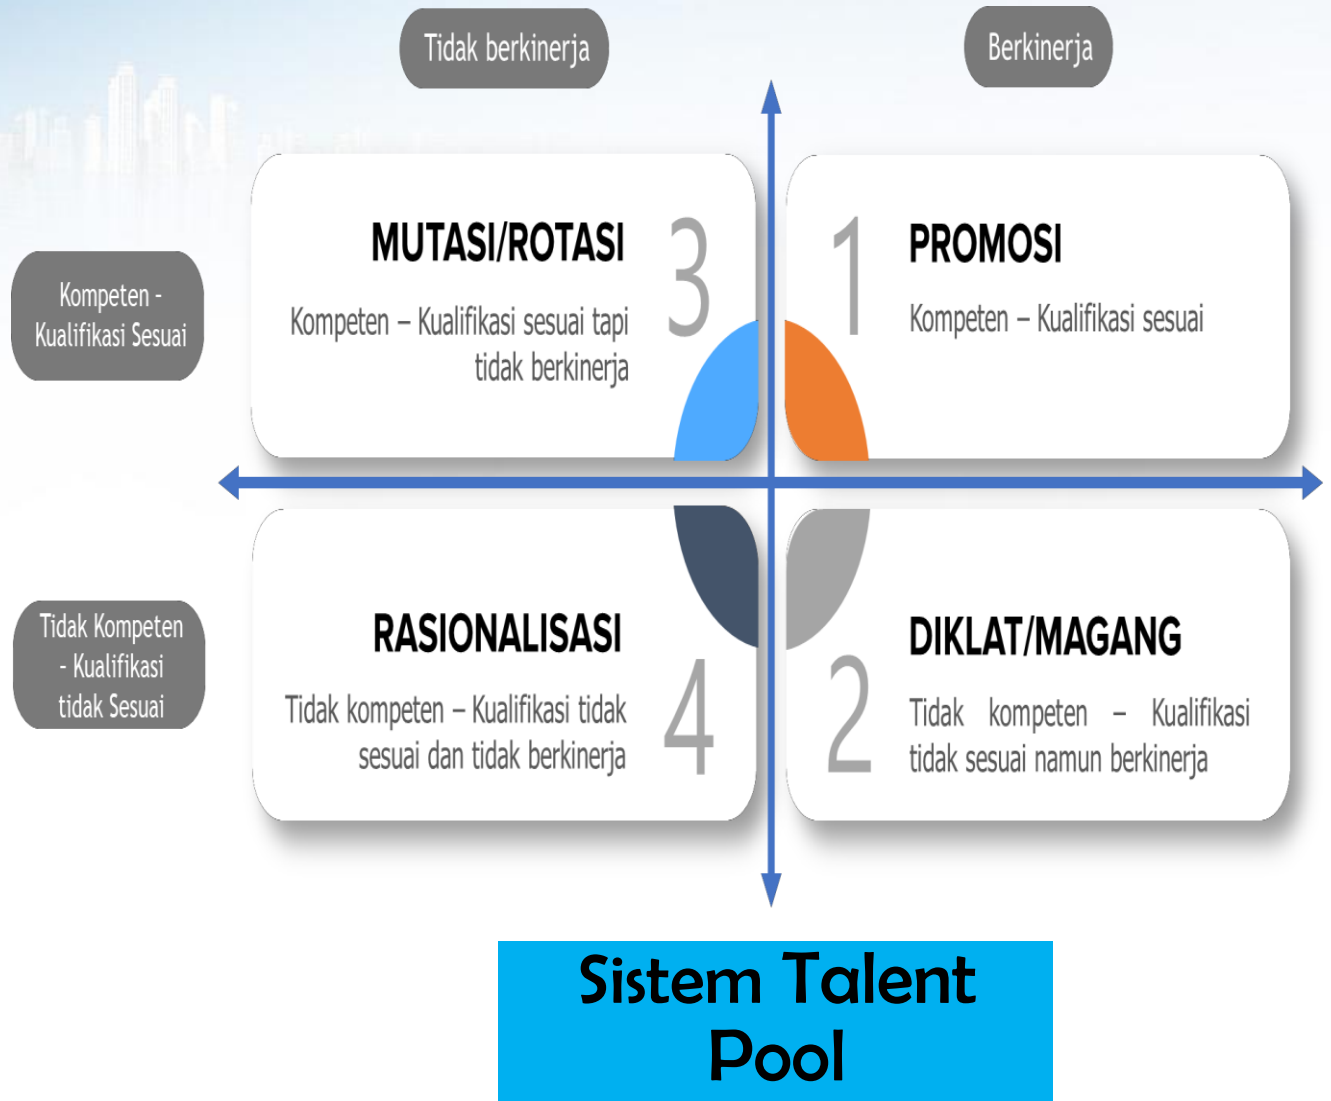 Tidak berkinerja
Berkinerja
Kompeten -
Kualifikasi Sesuai
MUTASI/ROTASI
3
Kompeten – Kualifikasi sesuai tapi
tidak berkinerja
1
PROMOSI
Kompeten – Kualifikasi sesuai
Tidak Kompeten
- Kualifikasi
tidak Sesuai
RASIONALISASI
4
Tidak kompeten – Kualifikasi tidak
sesuai dan tidak berkinerja
2
DIKLAT/MAGANG
Tidak kompeten – Kualifikasi
tidak sesuai namun berkinerja
Sistem Talent
Pool